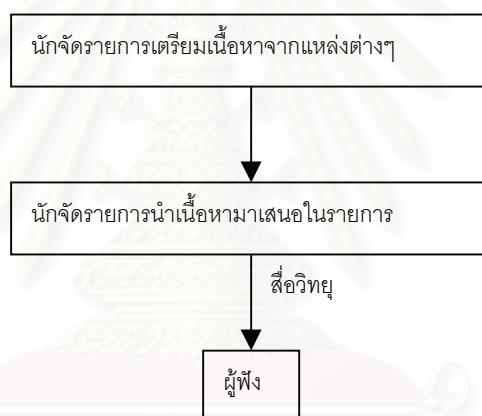 นักจัดรายการเตรียมเนื้อหาจากแหล่งต่างๆ
นักจัดรายการนำเนื้อหามาเสนอในรายการ
สื่อวิทยุ
ผู้ฟัง